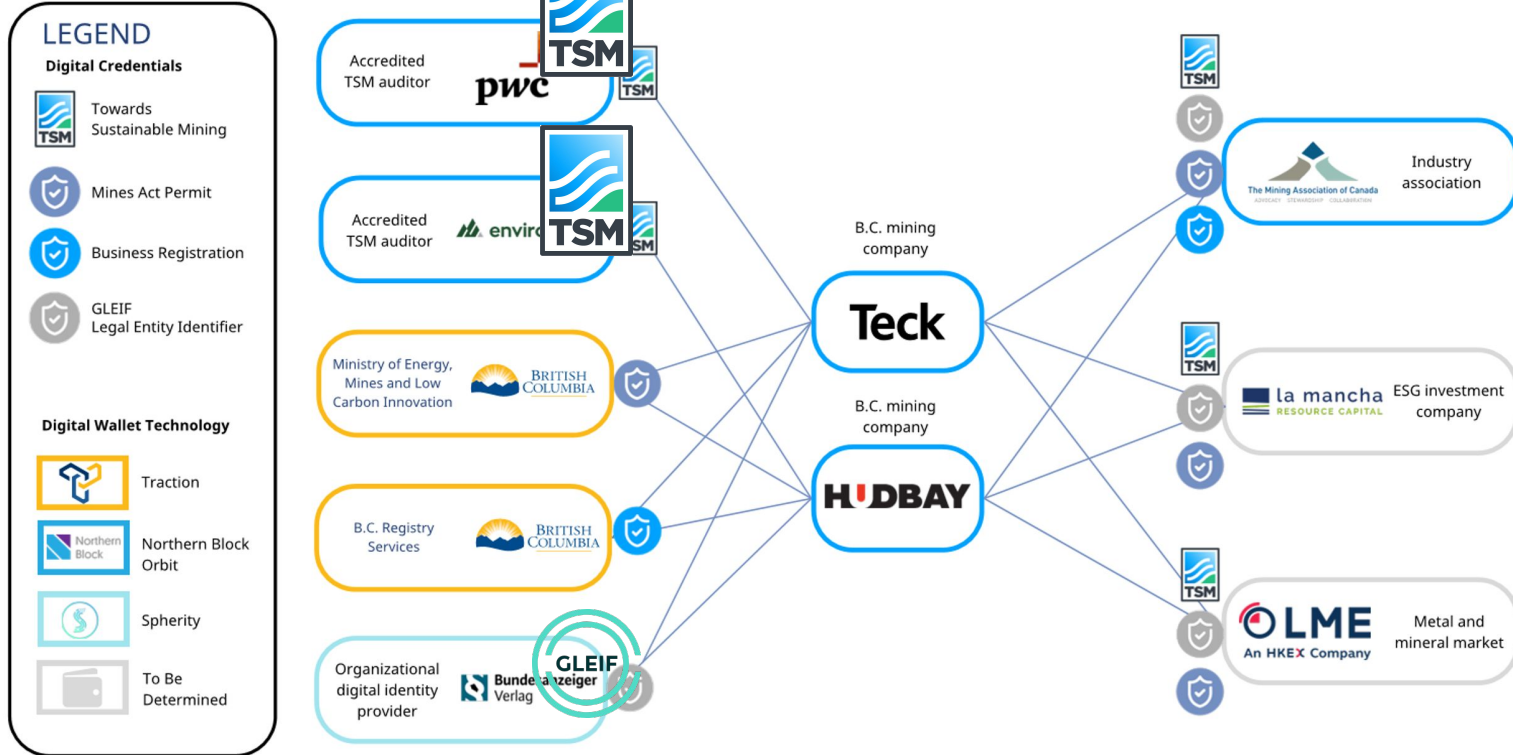 LEGEND
Digital Credentials
TSM
Towards
Sustainable Mining
Mines Act Permit
Business Registration
GLEIF
Legal Entity Identifier
Digital Wallet Technology
Traction
Northern
Block
Northern Block
Orbit
Spherity
To Be
Determined
Accredited
TSM auditor
pwc
TSM
TSM
Accredited
TSM auditor
TSM
Ministry of Energy,
Mines and Low
Carbon Innovation
BRITISH
COLUMBIA
B.C. Registry
Services
BRITISH
COLUMBIA
Organizational
digital identity
provider
Bundesanzeiger
Verlag
GLEIF
B.C. mining
company
Teck
B.C. mining
company
HUDBAY
TSM
The Mining Association of Canada
ADVOCACY STEWARDSHIP COLLABORATION
Industry
association
TSM
la mancha
RESOURCE CAPITAL
ESG investment
company
TSM
LME
An HKEX Company
Metal and
mineral market